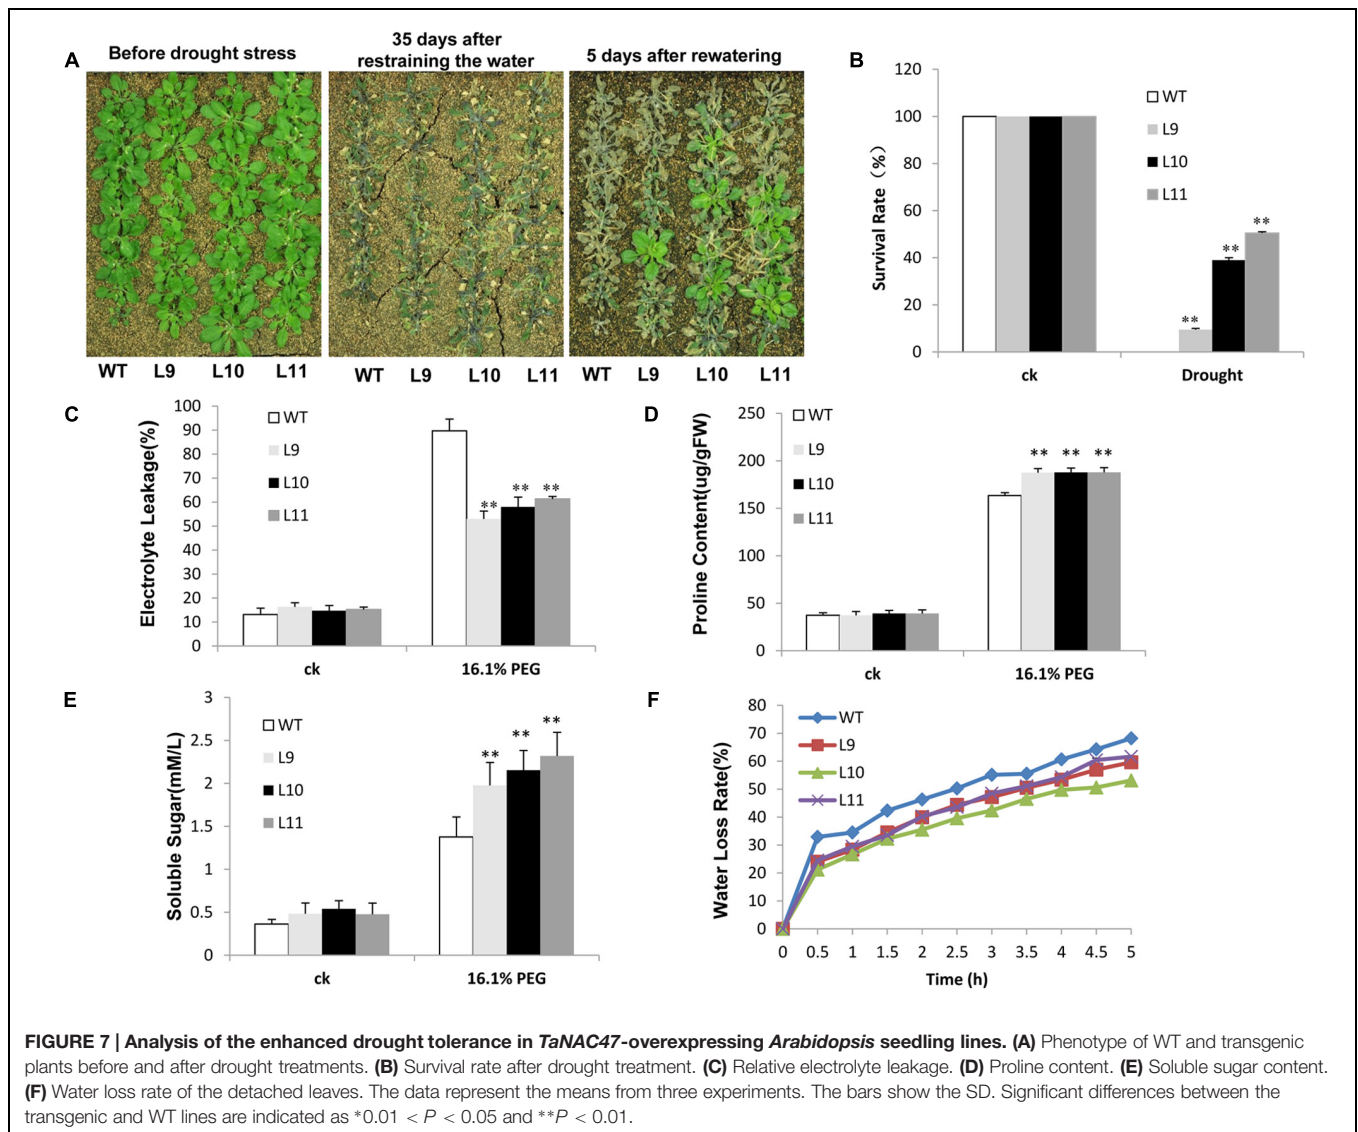 A
Before drought stress
35 days after
restraining the water
5 days after rewatering
WT L9 L10 L11
WT L9 L10 L11
WT L9 L10 L11
B
Survival Rate (%)
120
100
80
60
40
20
0
WT
L9
L10
L11
**
**
**
ck
Drought
C
Electrolyte Leakage(%)
100
90
80
70
60
50
40
30
20
10
0
WT
L9
L10
L11
** ** **
ck
16.1% PEG
D
Proline Content(ug/gFW)
250
200
150
100
50
0
WT
L9
L10
L11
** ** **
ck
16.1% PEG
E
Soluble Sugar(mM/L)
3
2.5
2
1.5
1
0.5
0
WT
L9
L10
L11
** ** **
ck
16.1% PEG
F
Water Loss Rate(%)
80
70
60
50
40
30
20
10
0
WT
L9
L10
L11
0 0.5 1 1.5 2 2.5 3 3.5 4 4.5 5
Time (h)
FIGURE 7 | Analysis of the enhanced drought tolerance in TaNAC47-overexpressing Arabidopsis seedling lines. (A) Phenotype of WT and transgenic
plants before and after drought treatments. (B) Survival rate after drought treatment. (C) Relative electrolyte leakage. (D) Proline content. (E) Soluble sugar content.
(F) Water loss rate of the detached leaves. The data represent the means from three experiments. The bars show the SD. Significant differences between the
transgenic and WT lines are indicated as *0.01 < P < 0.05 and **P < 0.01.